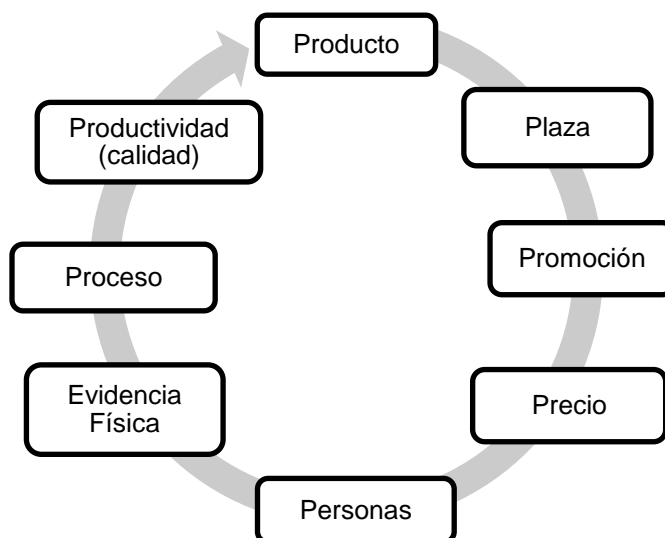 Producto
Plaza
Promoción
Precio
Personas
Evidencia
Física
Proceso
Productividad
(calidad)